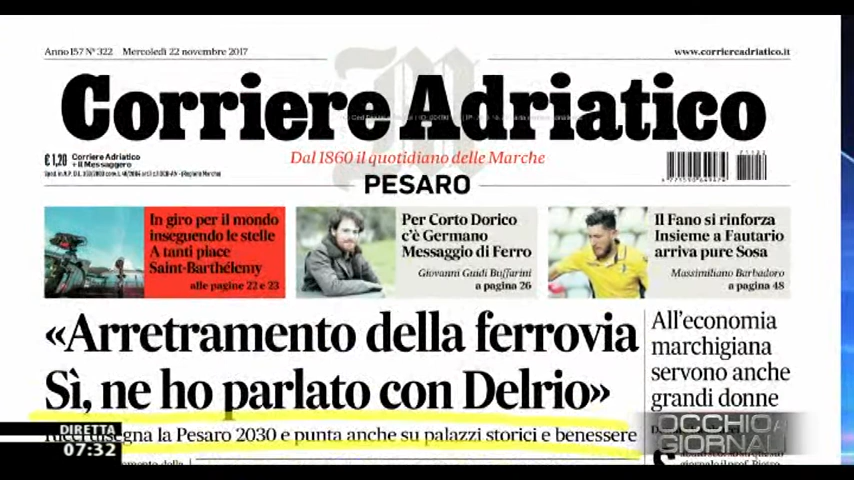 Anno 157 N° 322 Mercoledì 22 novembre 2017
www.corriereadriatico.it
Corriere Adriatico
€ 1,20 Corriere Adriatico
+ Il Messaggero
Dal 1860 il quotidiano delle Marche
PESARO
In giro per il mondo
inseguendo le stelle
A tanti piace
Saint-Barthélemy
alle pagine 22 e 23
Per Corto Dorico
c'è Germano
Messaggio di Ferro
Giovanni Guidi Buffarini
a pagina 26
Il Fano si rinforza
Insieme a Fautario
arriva pure Sosa
Massimiliano Barbadoro
a pagina 48
«Arretramento della ferrovia
Sì, ne ho parlato con Delrio»
la Pesaro 2030 e punta anche su palazzi storici e benessere
All'economia
marchigiana
servono anche
grandi donne
DIRETTA
07:32
OCCHIO AI
GIORNALI